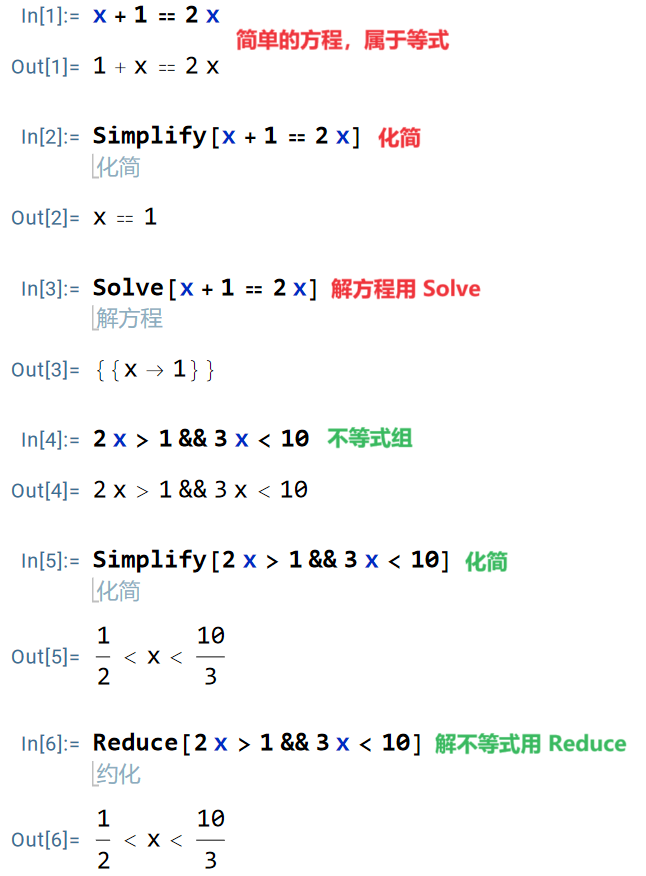 In[1]:= x + 1 == 2 x
简单的方程，属于等式
Out[1]= 1 + x == 2 x
In[2]:= Simplify[x + 1 == 2 x] 化简
化简
Out[2]= x == 1
In[3]:= Solve[x + 1 == 2 x] 解方程用 Solve
解方程
Out[3]= {{x → 1}}
In[4]:= 2 x > 1 && 3 x < 10 不等式组
Out[4]= 2 x > 1 && 3 x < 10
In[5]:= Simplify[2 x > 1 && 3 x < 10] 化简
化简
Out[5]= 1/2 < x < 10/3
In[6]:= Reduce[2 x > 1 && 3 x < 10] 解不等式用 Reduce
约化
Out[6]= 1/2 < x < 10/3